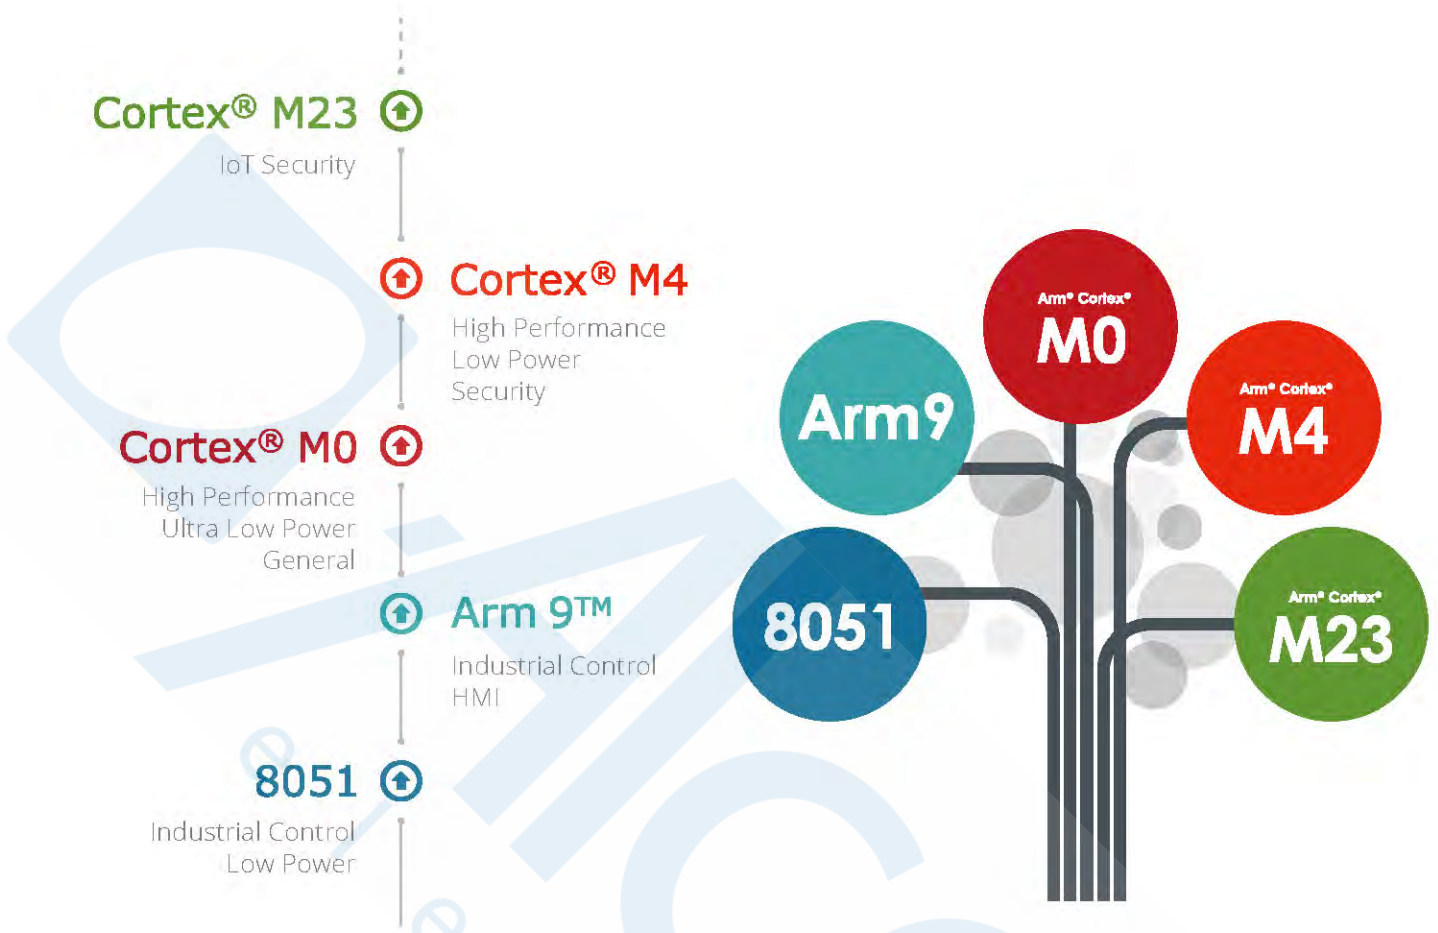 Cortex® M23
IoT Security
Cortex® M4
High Performance
Low Power
Security
Cortex® M0
High Performance
Ultra Low Power
General
Arm 9™
Industrial Control
HMI
8051
Industrial Control
Low Power
Arm® Cortex®
M0
Arm9
Arm® Cortex®
M4
8051
Arm® Cortex®
M23